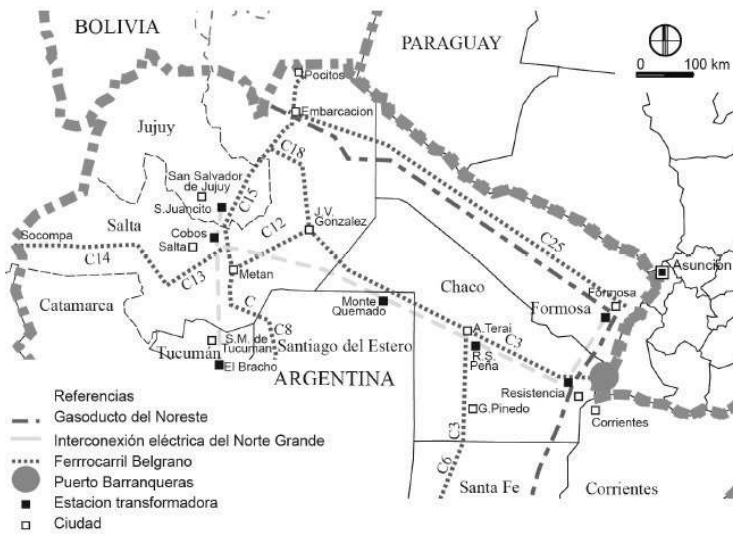 BOLIVIA
PARAGUAY
0 100 km
Pocitos
Embarcacion
Jujuy
C18
San Salvador
de Jujuy
S.Juancito
C15
Salta
Cobos
Salta
C12
J.V.
Gonzalez
C25
Socompa
C14
C13
Metan
Asunción
Catamarca
C
C8
Monte
Quemado
Chaco
Formosa
Formosa
Tucumán
S.M. de
Tucuman
El Bracho
Santiago del Estero
A.Terai
R.S.
Peña
C3
ARGENTINA
Resistencia
G.Pinedo
Corrientes
C3
C6
Santa Fe
Corrientes
Referencias
Gasoducto del Noreste
Interconexión eléctrica del Norte Grande
Ferrrocarril Belgrano
Puerto Barranqueras
Estacion transformadora
Ciudad